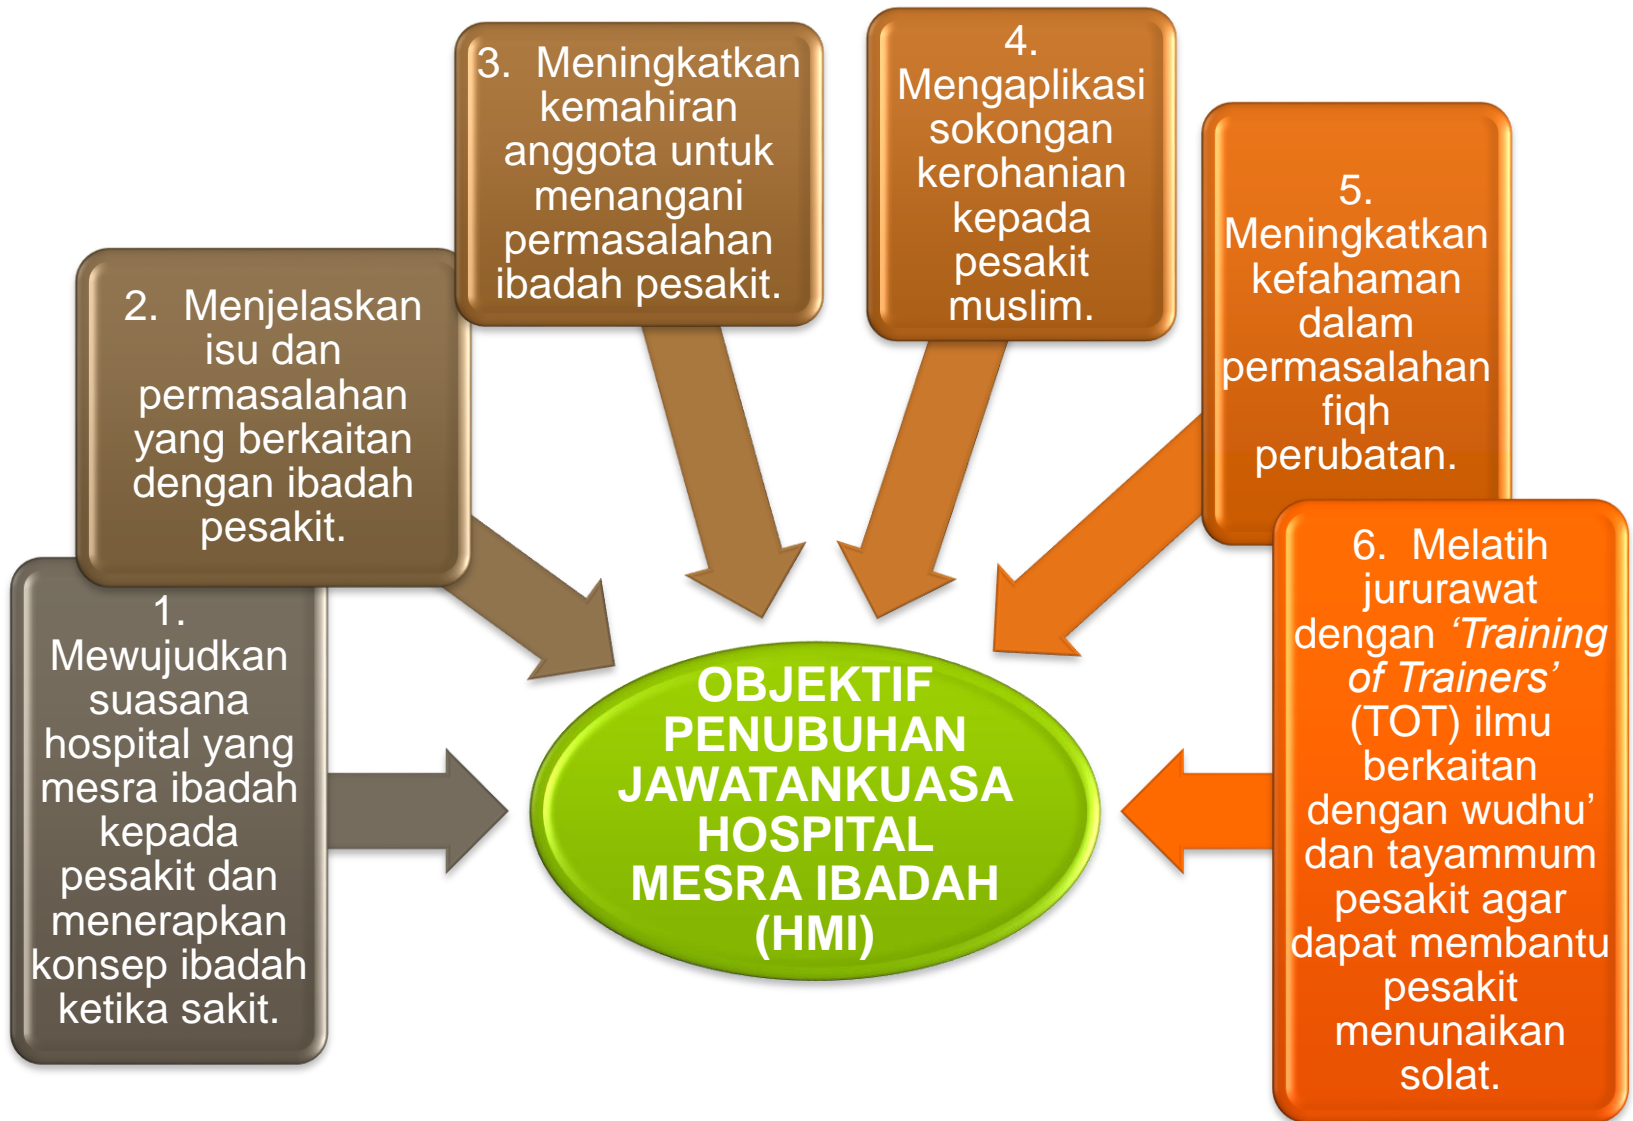 1.
Mewujudkan
suasana
hospital yang
mesra ibadah
kepada
pesakit dan
menerapkan
konsep ibadah
ketika sakit.
2. Menjelaskan
isu dan
permasalahan
yang berkaitan
dengan ibadah
pesakit.
3. Meningkatkan
kemahiran
anggota untuk
menangani
permasalahan
ibadah pesakit.
4.
Mengaplikasi
sokongan
kerohanian
kepada
pesakit
muslim.
5.
Meningkatkan
kefahaman
dalam
permasalahan
fiqh
perubatan.
6. Melatih
jururawat
dengan ‘Training
of Trainers’
(TOT) ilmu
berkaitan
dengan wudhu’
dan tayammum
pesakit agar
dapat membantu
pesakit
menunaikan
solat.
OBJEKTIF
PENUBUHAN
JAWATANKUASA
HOSPITAL
MESRA IBADAH
(HMI)